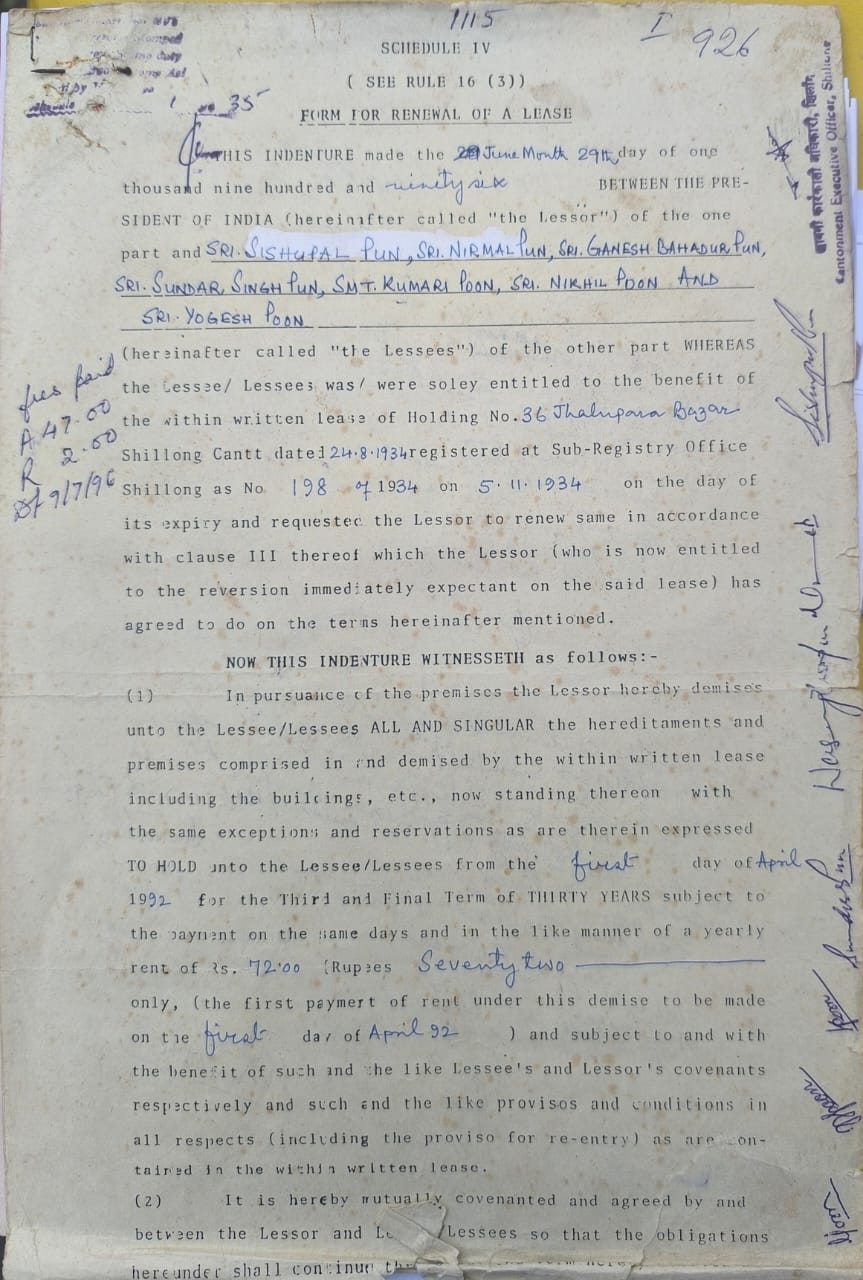 1115
I 926
SCHEDULE IV
( SEE RULE 16 (3))
1 35
FORM FOR RENEWAL OF A LEASE
THIS INDENTURE made the June Month 29th day of one
thousand nine hundred and ninety six BETWEEN THE PRE-
SIDENT OF INDIA (hereinafter called "the Lessor") of the one
part and SRI. SISHUPAL PUN, SRI. NIRMAL PUN, SRI. GANESH BAHADUR PUN,
SRI. SUNDAR SINGH PUN, SMT. KUMARI POON, SRI. NIKHIL POON AND
SRI. YOGESH POON
(hereinafter called "the Lessees") of the other part WHEREAS
the Lessee/ Lessees was/ were soley entitled to the benefit of
the within written lease of Holding No. 36 Jhalupara Bazar
Shillong Cantt dated 24.8.1934 registered at Sub-Registry Office
Shillong as No 198 of 1934 on 5.11.1934 on the day of
its expiry and requested the Lessor to renew same in accordance
with clause III thereof which the Lessor (who is now entitled
to the reversion immediately expectant on the said lease) has
agreed to do on the terms hereinafter mentioned.
NOW THIS INDENTURE WITNESSETH as follows:-
(1) In pursuance of the premises the Lessor hereby demises
unto the Lessee/Lessees ALL AND SINGULAR the hereditaments and
premises comprised in and demised by the within written lease
including the buildings, etc., now standing thereon with
the same exceptions and reservations as are therein expressed
TO HOLD unto the Lessee/Lessees from the first day of April
1992 for the Third and Final Term of THIRTY YEARS subject to
the payment on the same days and in the like manner of a yearly
rent of Rs. 72.00 (Rupees Seventy two
only, (the first payment of rent under this demise to be made
on the first day of April 92 ) and subject to and with
the benefit of such and the like Lessee's and Lessor's covenants
respectively and such and the like provisos and conditions in
all respects (including the proviso for re-entry) as are con-
tained in the within written lease.
(2) It is hereby mutually covenanted and agreed by and
between the Lessor and /Lessees so that the obligations
hereunder shall continue
fees paid
A 47.00
R 2.00
Dt 9/7/96
छावनी कार्यकारी अधिकारी, शिलांग,
Cantonment Executive Officer, Shillong